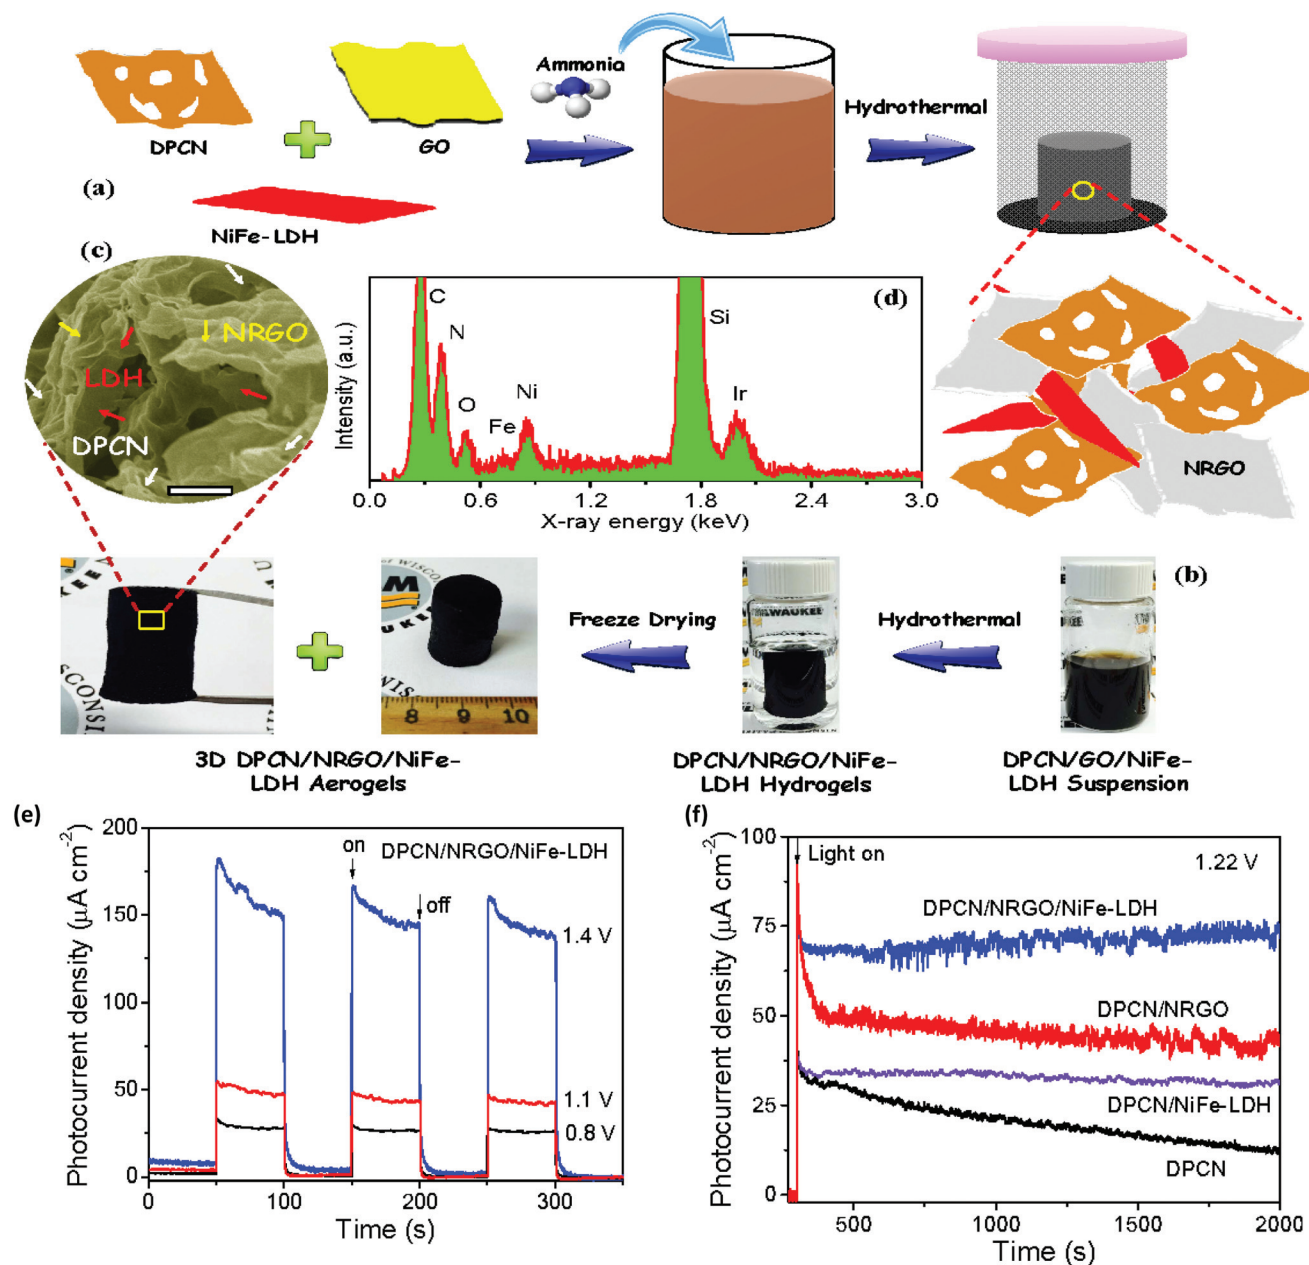 Ammonia
DPCN
GO
Hydrothermal
(a)
NiFe-LDH
(c)
NRGO
LDH
DPCN
(d)
C
N
O
Fe
Ni
Si
Ir
Intensity (a.u.)
0.0 0.6 1.2 1.8 2.4 3.0
X-ray energy (keV)
NRGO
(b)
Freeze Drying
Hydrothermal
WISCONSIN
8 9 10
3D DPCN/NRGO/NiFe-
LDH Aerogels
DPCN/NRGO/NiFe-
LDH Hydrogels
DPCN/GO/NiFe-
LDH Suspension
(e)
200
150
100
50
0
Photocurrent density (μA cm-2)
on
DPCN/NRGO/NiFe-LDH
off
1.4 V
1.1 V
0.8 V
0 100 200 300
Time (s)
(f)
100
75
50
25
0
Photocurrent density (μA cm-2)
Light on
1.22 V
DPCN/NRGO/NiFe-LDH
DPCN/NRGO
DPCN/NiFe-LDH
DPCN
500 1000 1500 2000
Time (s)